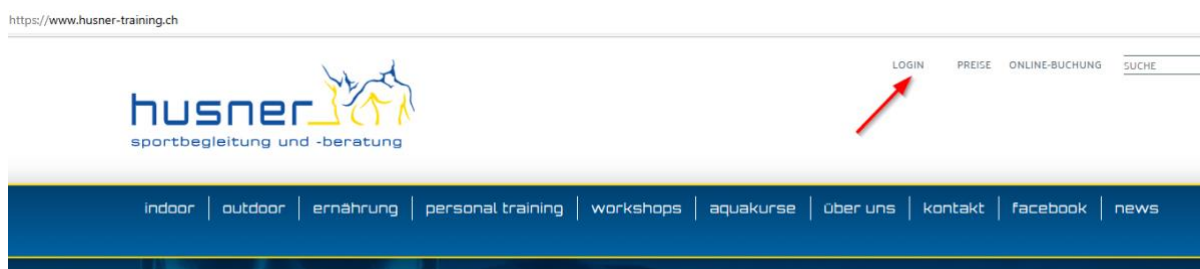 https://www.husner-training.ch
LOGIN PREISE ONLINE-BUCHUNG SUCHE
husner
sportbegleitung und -beratung
indoor outdoor ernährung personal training workshops aquakurse über uns kontakt facebook news